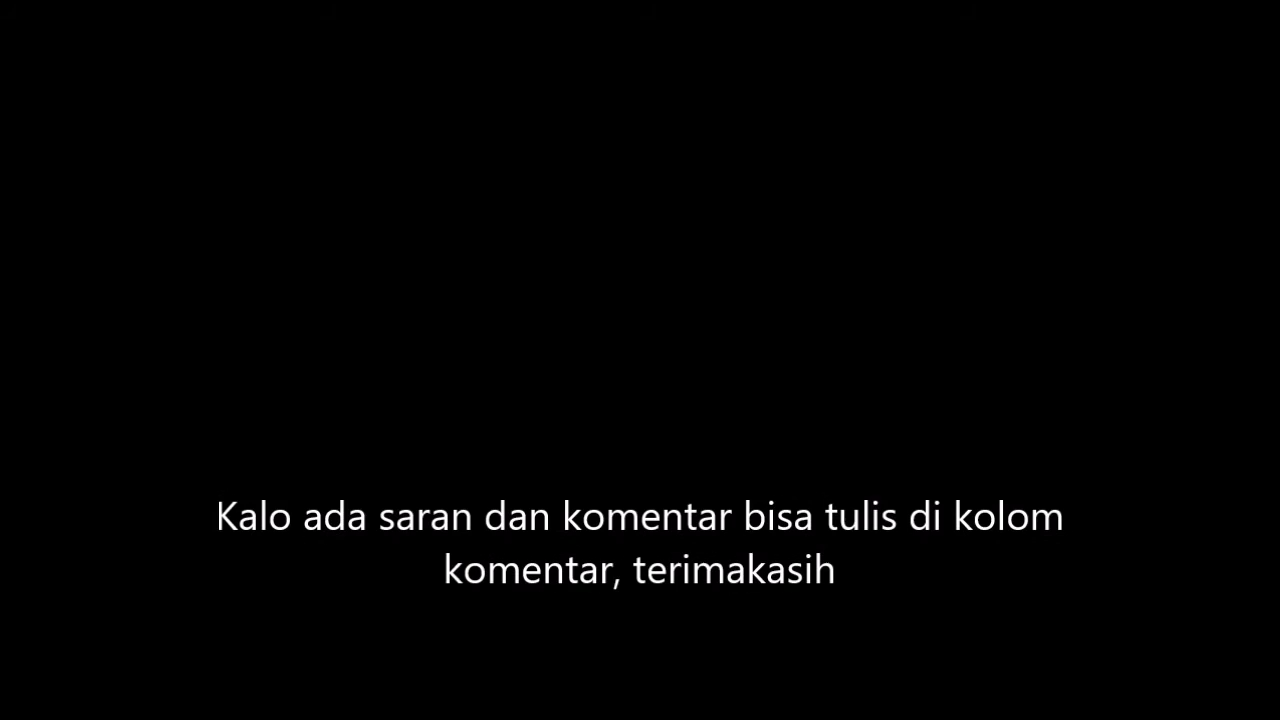 Kalo ada saran dan komentar bisa tulis di kolom
komentar, terimakasih